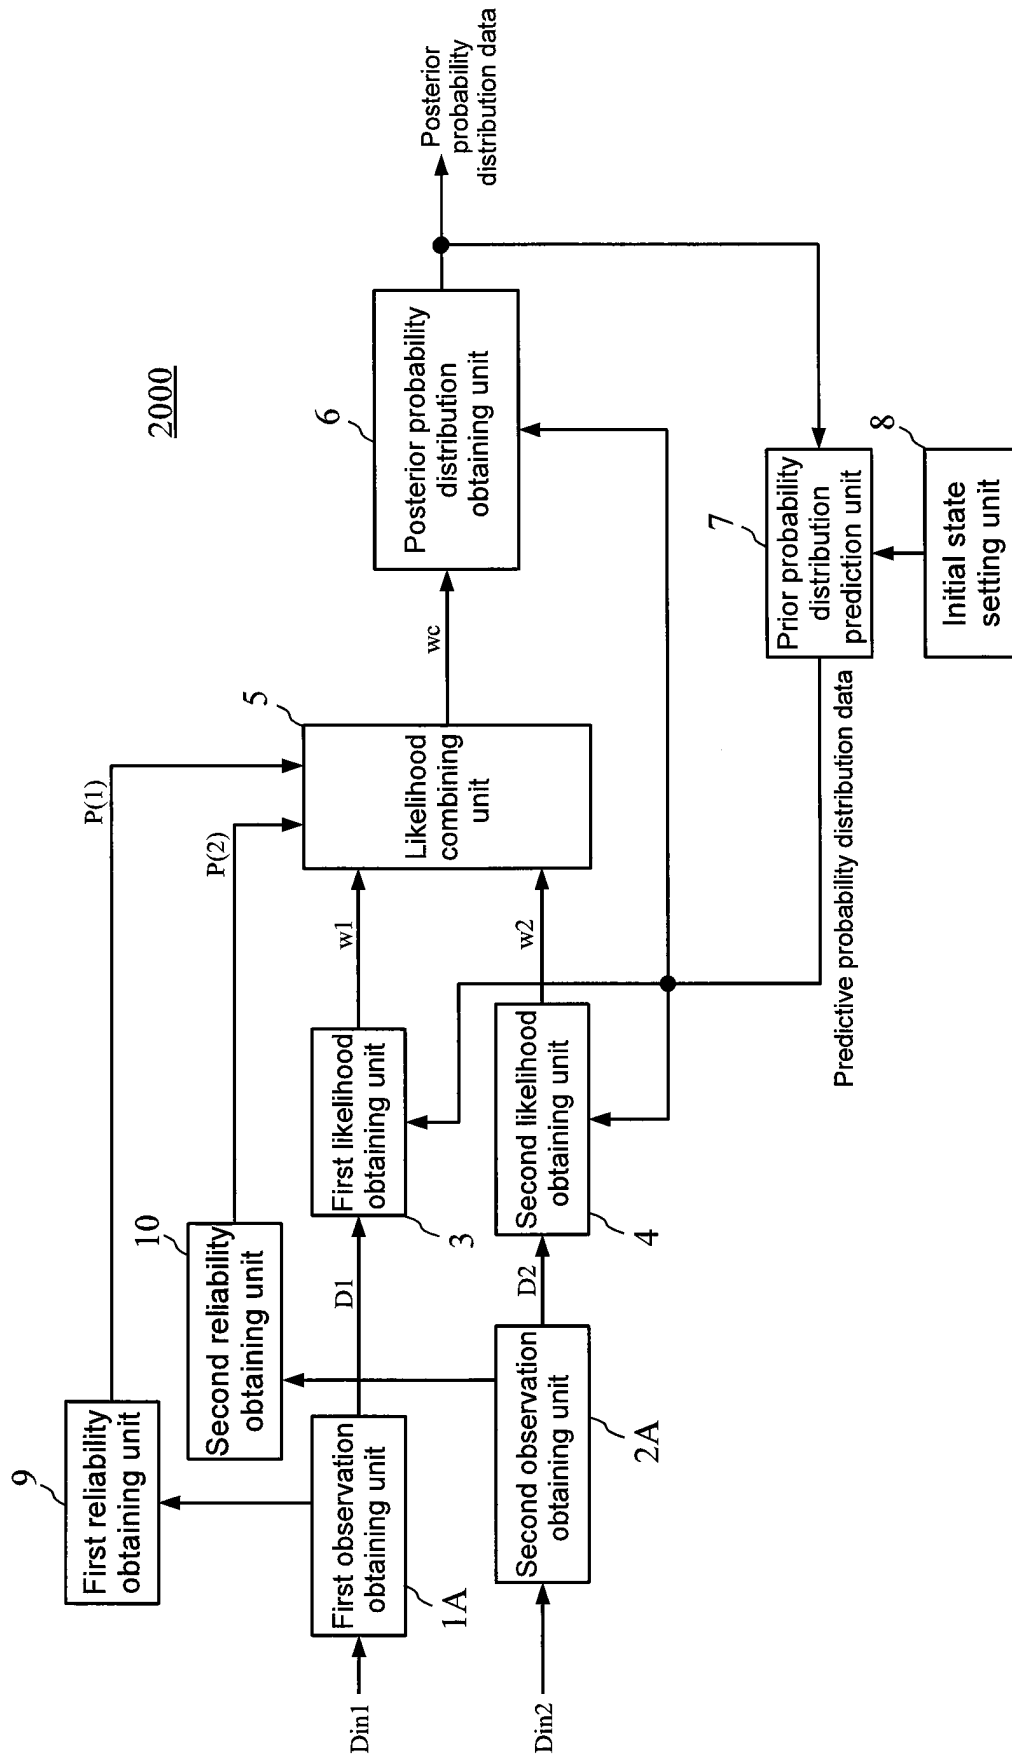 2000
9
First reliability
obtaining unit
10
Second reliability
obtaining unit
P(1)
P(2)
Din1
First observation
obtaining unit
1A
D1
First likelihood
obtaining unit
3
w1
5
Likelihood
combining
unit
wc
6
Posterior probability
distribution
obtaining unit
Posterior
probability
distribution data
Din2
Second observation
obtaining unit
2A
D2
Second likelihood
obtaining unit
4
w2
7
Prior probability
distribution
prediction unit
Predictive probability distribution data
8
Initial state
setting unit